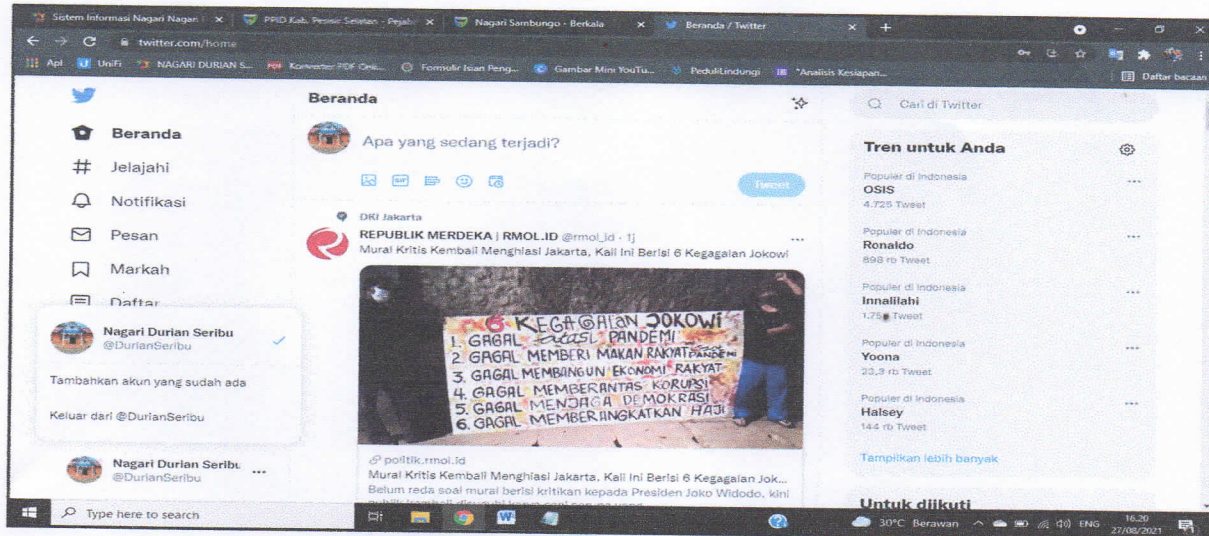 Sistem Informasi Nagari Nagari
PPID Kab. Pesisir Selatan - Pejab
Nagari Sambungo - Berkala
Beranda / Twitter
twitter.com/home
Apl
UniFi
NAGARI DURIAN S...
Konverter PDF Onli...
Formulir Isian Peng...
Gambar Mini YouTu...
PeduliLindungi
"Analisis Kesiapan...
Daftar bacaan
Beranda
Jelajahi
Notifikasi
Pesan
Markah
Daftar
Nagari Durian Seribu
@DurianSeribu
Tambahkan akun yang sudah ada
Keluar dari @DurianSeribu
Nagari Durian Seribu
@DurianSeribu
...
Beranda
Apa yang sedang terjadi?
GIF
Tweet
DKI Jakarta
REPUBLIK MERDEKA | RMOL.ID @rmol_id · 1j
Mural Kritis Kembali Menghiasi Jakarta, Kali Ini Berisi 6 Kegagalan Jokowi
6 KEGAGALAN JOKOWI
1. GAGAL ATASI PANDEMI
2. GAGAL MEMBERI MAKAN RAKYAT PANDEMI
3. GAGAL MEMBANGUN EKONOMI RAKYAT
4. GAGAL MEMBERANTAS KORUPSI
5. GAGAL MENJAGA DEMOKRASI
6. GAGAL MEMBERANGKATKAN HAJI
politik.rmol.id
Mural Kritis Kembali Menghiasi Jakarta, Kali Ini Berisi 6 Kegagalan Jok...
Belum reda soal mural berisi kritikan kepada Presiden Joko Widodo, kini
Cari di Twitter
Tren untuk Anda
Populer di Indonesia
OSIS
4.725 Tweet
Populer di Indonesia
Ronaldo
898 rb Tweet
Populer di Indonesia
Innalilahi
Tweet
Populer di Indonesia
Yoona
23,3 rb Tweet
Populer di Indonesia
Halsey
144 rb Tweet
Tampilkan lebih banyak
Untuk diikuti
Type here to search
30°C Berawan
ENG
16.20
27/08/2021